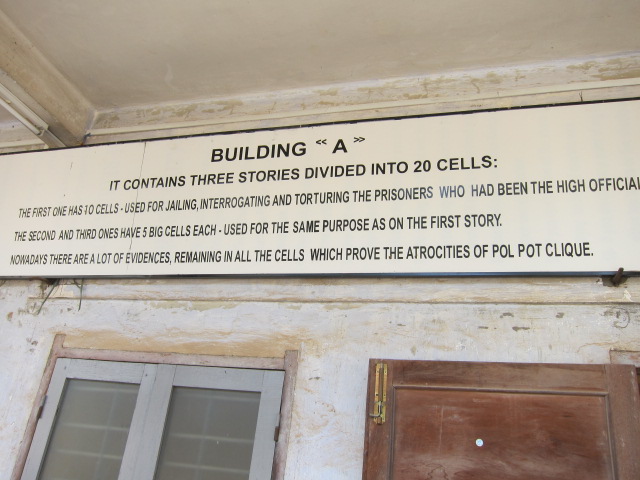 BUILDING “A”
IT CONTAINS THREE STORIES DIVIDED INTO 20 CELLS:
THE FIRST ONE HAS 10 CELLS - USED FOR JAILING, INTERROGATING AND TORTURING THE PRISONERS WHO HAD BEEN THE HIGH OFFICIAL
THE SECOND AND THIRD ONES HAVE 5 BIG CELLS EACH - USED FOR THE SAME PURPOSE AS ON THE FIRST STORY.
NOWADAYS THERE ARE A LOT OF EVIDENCES, REMAINING IN ALL THE CELLS WHICH PROVE THE ATROCITIES OF POL POT CLIQUE.